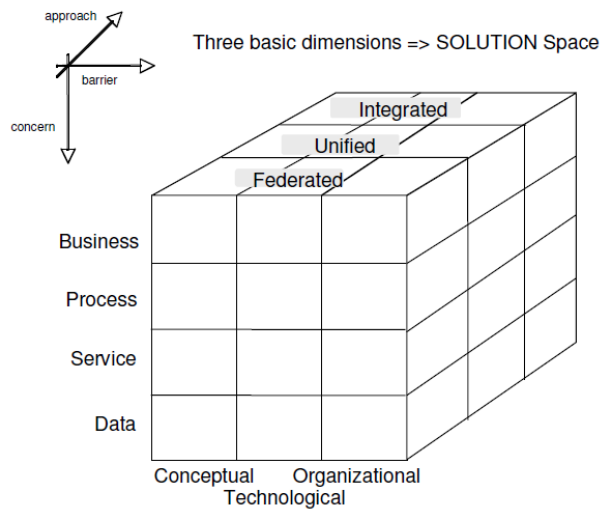 approach
Three basic dimensions => SOLUTION Space
barrier
concern
Integrated
Unified
Federated
Business
Process
Service
Data
Conceptual Organizational
Technological